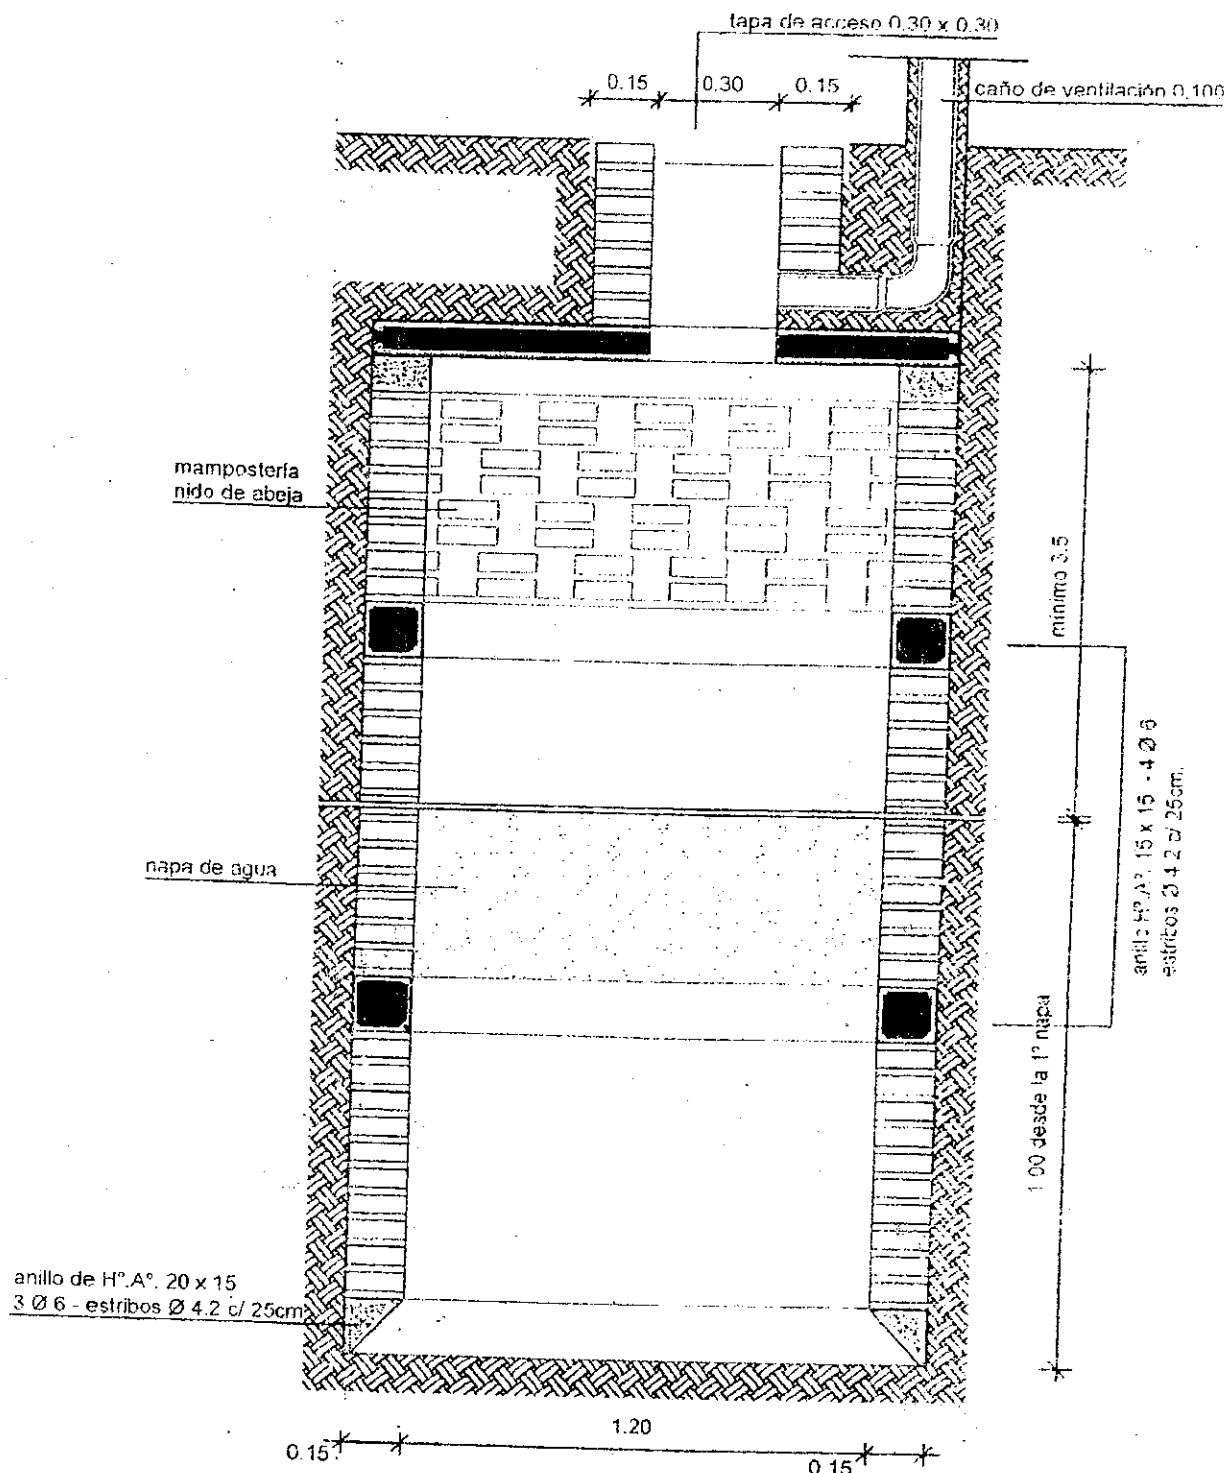 tapa de acceso 0.30 x 0.30
0.15
0.30
0.15
caño de ventilación 0.100
mampostería
nido de abeja
mínimo 3.5
anillo Hº.Aº. 15 x 15 - 4 Ø 6
estribos Ø 4.2 c/ 25cm.
napa de agua
1.00 desde la 1º napa
anillo de Hº.Aº. 20 x 15
3 Ø 6 - estribos Ø 4.2 c/ 25cm
0.15
1.20
0.15